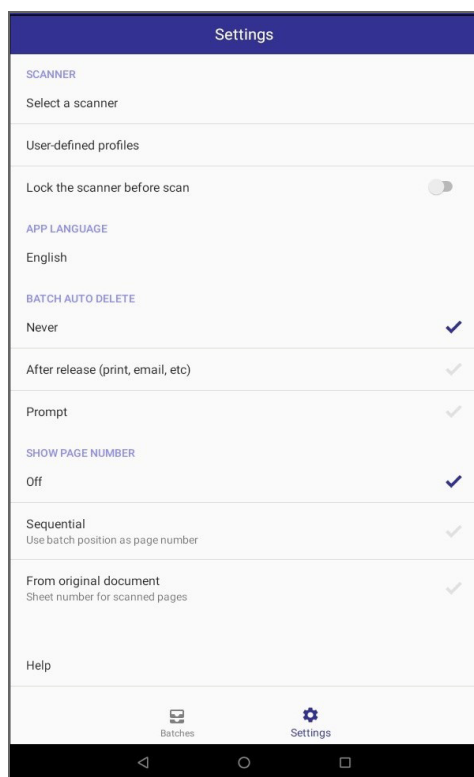 Settings
SCANNER
Select a scanner
User-defined profiles
Lock the scanner before scan
APP LANGUAGE
English
BATCH AUTO DELETE
Never
After release (print, email, etc)
Prompt
SHOW PAGE NUMBER
Off
Sequential
Use batch position as page number
From original document
Sheet number for scanned pages
Help
Batches
Settings